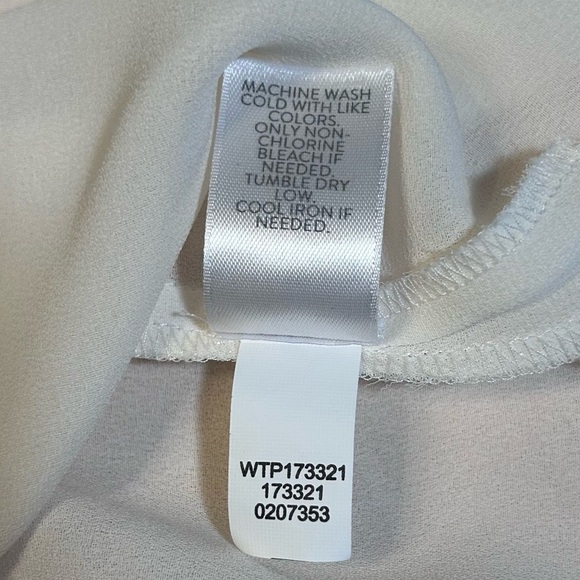 MACHINE WASH
COLD WITH LIKE
COLORS.
ONLY NON-
CHLORINE
BLEACH IF
NEEDED.
TUMBLE DRY
LOW.
COOL IRON IF
NEEDED.
WTP173321
173321
0207353